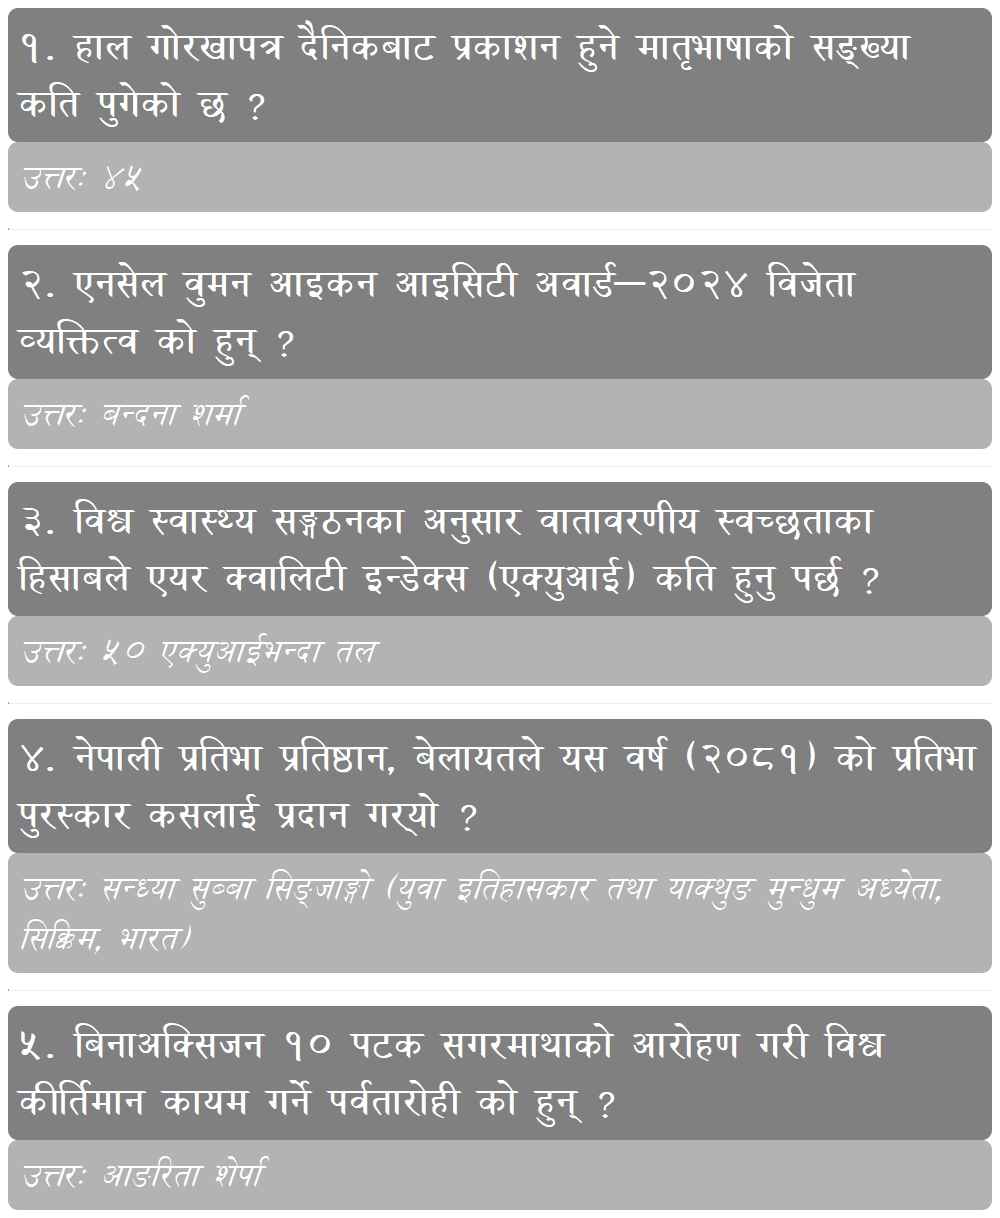 १. हाल गोरखापत्र दैनिकबाट प्रकाशन हुने मातृभाषाको सङ्ख्या
कति पुगेको छ ?
उत्तरः ४५
२. एनसेल वुमन आइकन आइसिटी अवार्ड—२०२४ विजेता
व्यक्तित्व को हुन् ?
उत्तरः बन्दना शर्मा
३. विश्व स्वास्थ्य सङ्गठनका अनुसार वातावरणीय स्वच्छताका
हिसाबले एयर क्वालिटी इन्डेक्स (एक्युआई) कति हुनु पर्छ ?
उत्तरः ५० एक्युआईभन्दा तल
४. नेपाली प्रतिभा प्रतिष्ठान, बेलायतले यस वर्ष (२०८१) को प्रतिभा
पुरस्कार कसलाई प्रदान गर्‍यो ?
उत्तरः सन्ध्या सुब्बा सिङ्जाङ्गो (युवा इतिहासकार तथा याक्थुङ मुन्धुम अध्येता,
सिक्किम, भारत)
५. बिनाअक्सिजन १० पटक सगरमाथाको आरोहण गरी विश्व
कीर्तिमान कायम गर्ने पर्वतारोही को हुन् ?
उत्तरः आङरिता शेर्पा